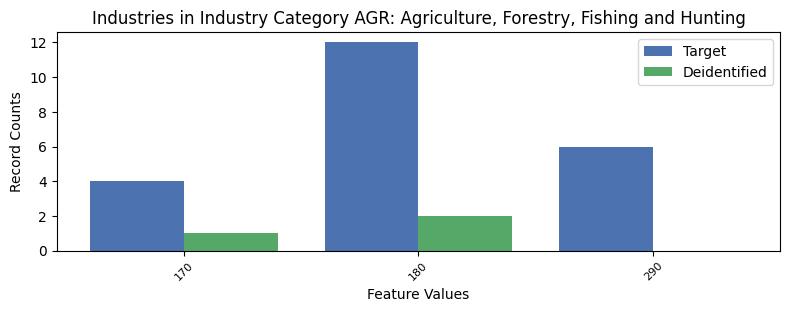 Industries in Industry Category AGR: Agriculture, Forestry, Fishing and Hunting
Target
Deidentified
Record Counts
12
10
8
6
4
2
0
170
180
290
Feature Values